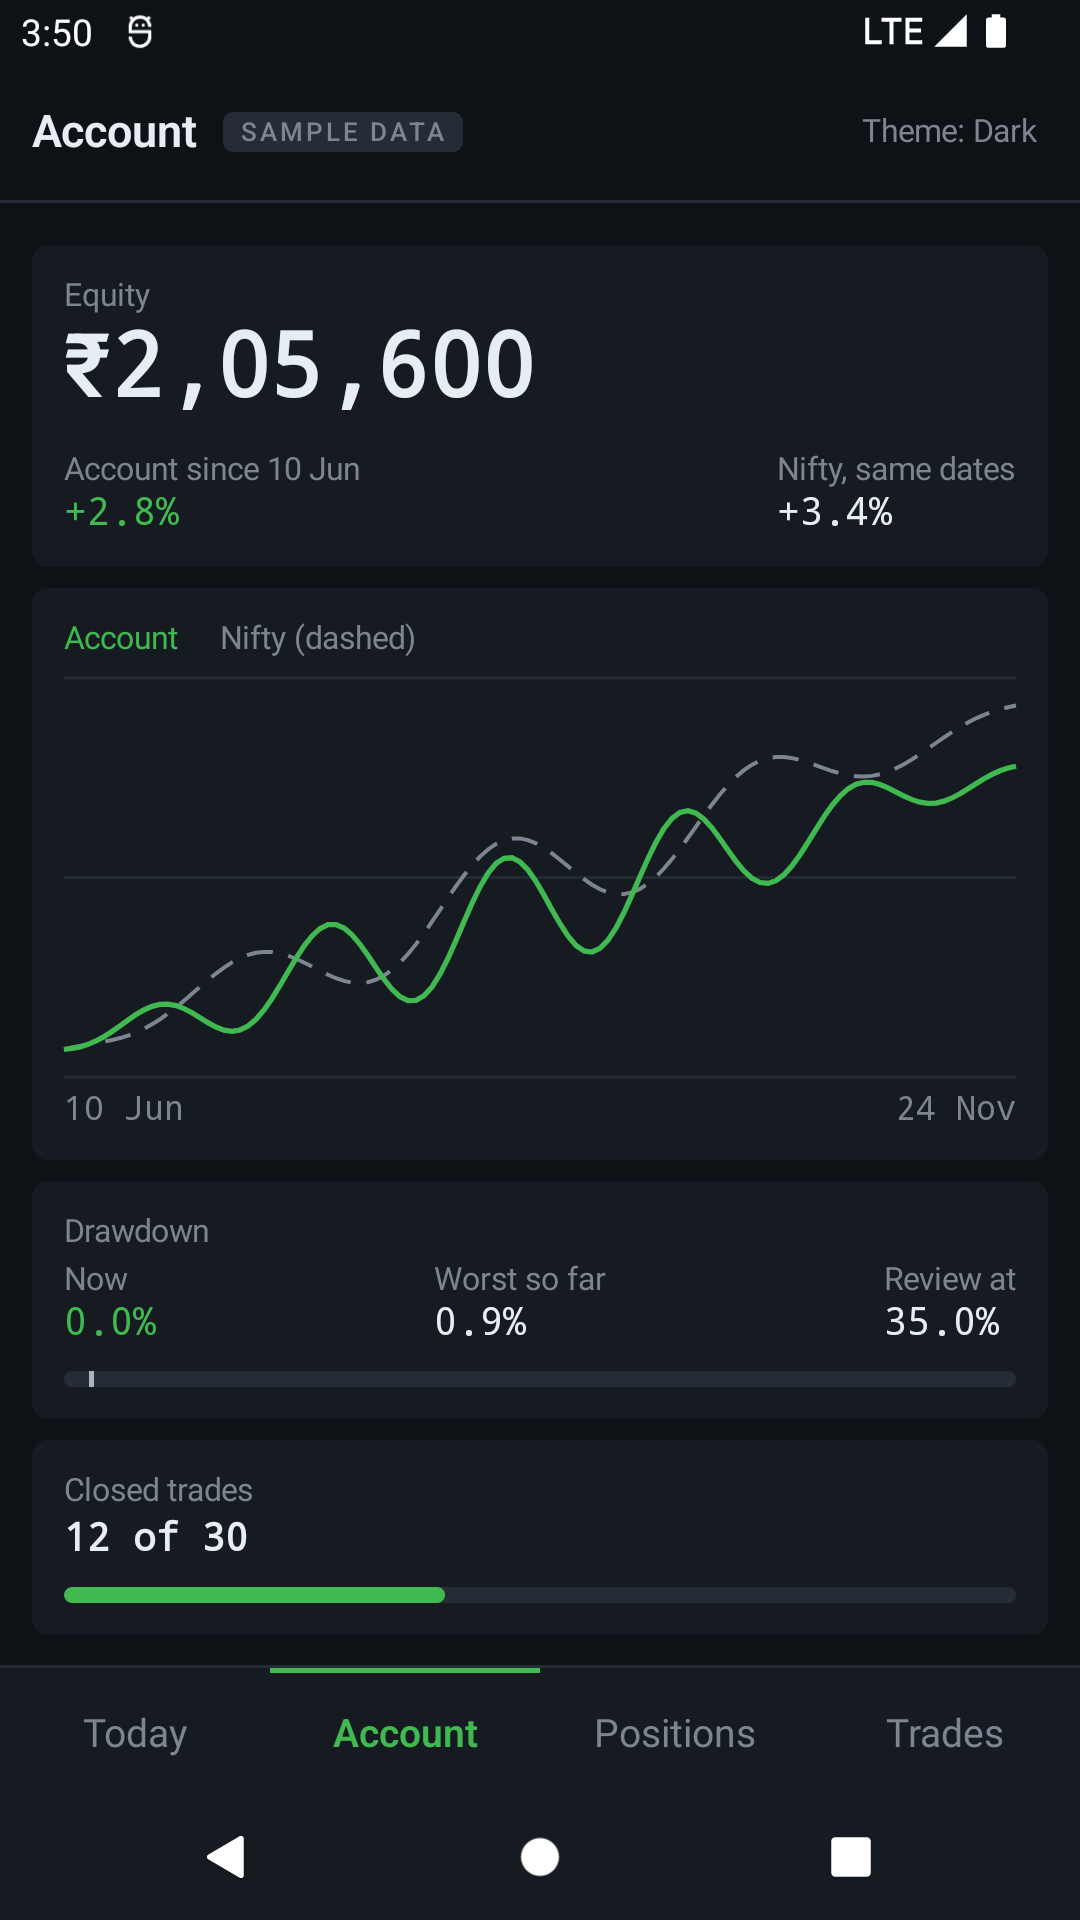 3:50 LTE
Account SAMPLE DATA Theme: Dark
Equity
₹2,05,600
Account since 10 Jun Nifty, same dates
+2.8% +3.4%
Account Nifty (dashed)
10 Jun 24 Nov
Drawdown
Now Worst so far Review at
0.0% 0.9% 35.0%
Closed trades
12 of 30
Today Account Positions Trades